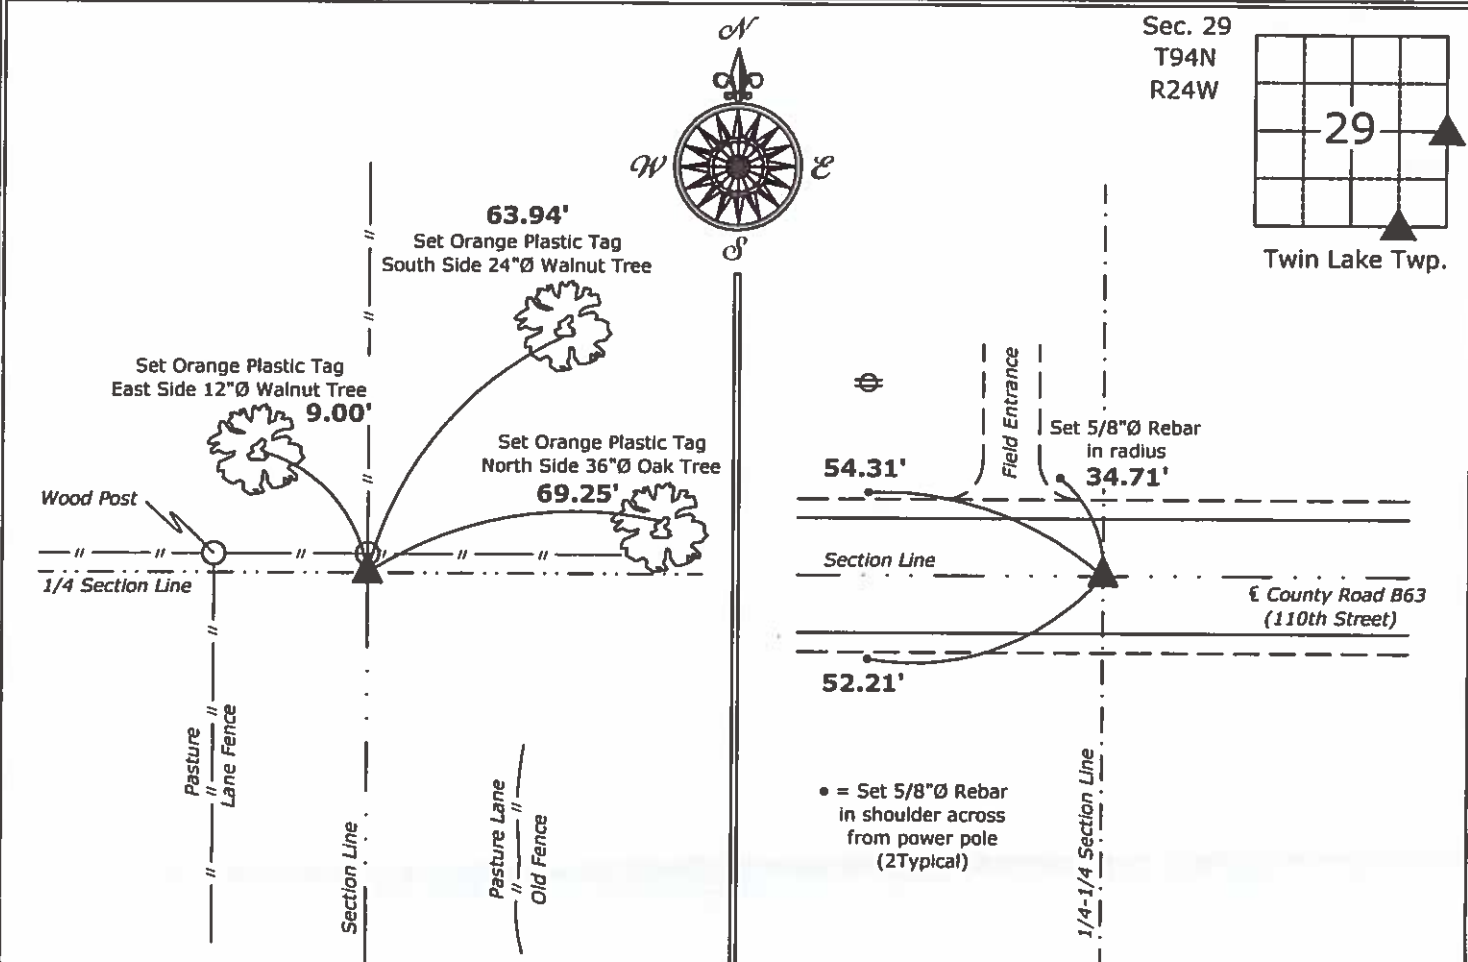 N
W
E
S
Sec. 29
T94N
R24W
29
Twin Lake Twp.
63.94'
Set Orange Plastic Tag
South Side 24"Ø Walnut Tree
Set Orange Plastic Tag
East Side 12"Ø Walnut Tree
9.00'
Set Orange Plastic Tag
North Side 36"Ø Oak Tree
69.25'
Wood Post
1/4 Section Line
Pasture
Lane Fence
Section Line
Pasture Lane
Old Fence
Field Entrance
Set 5/8"Ø Rebar
in radius
34.71'
54.31'
Section Line
℄ County Road B63
(110th Street)
52.21'
• = Set 5/8"Ø Rebar
in shoulder across
from power pole
(2Typical)
1/4-1/4 Section Line